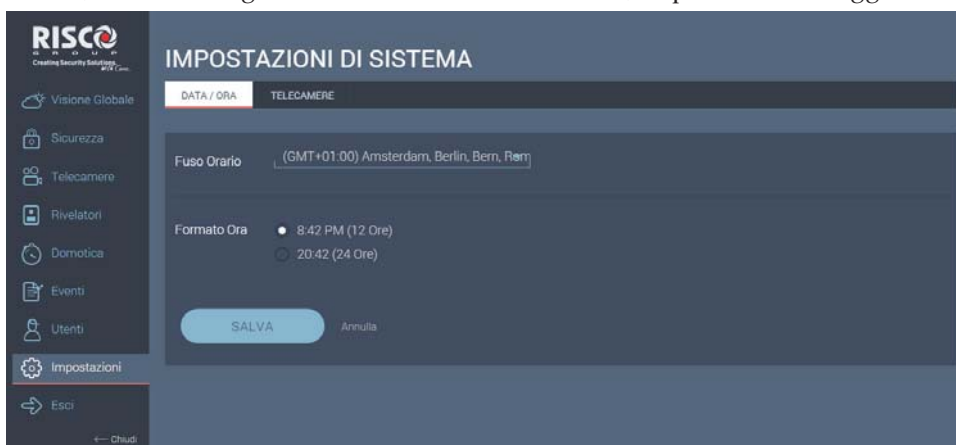 RISCO
GROUP
Creating Security Solutions.
With Care.
IMPOSTAZIONI DI SISTEMA
DATA / ORA
TELECAMERE
Visione Globale
Sicurezza
Telecamere
Rivelatori
Domotica
Eventi
Utenti
Impostazioni
Esci
← Chiudi
Fuso Orario
(GMT+01:00) Amsterdam, Berlin, Bern, Rom
Formato Ora
8:42 PM (12 Ore)
20:42 (24 Ore)
SALVA
Annulla